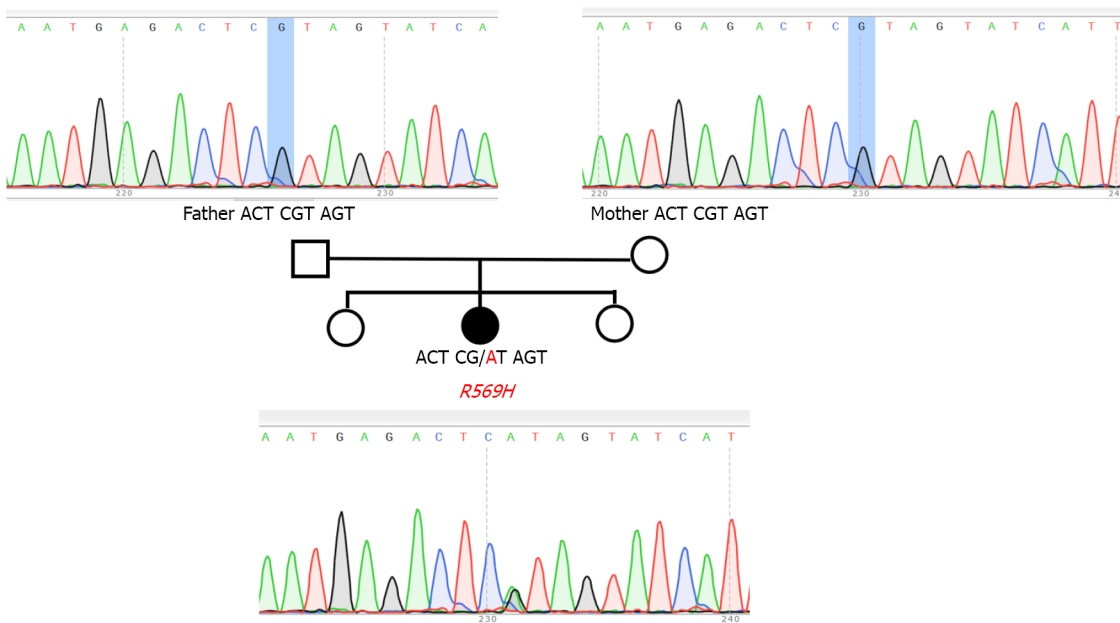 A A T G A G A C T C G T A G T A T C A
220 230
A A T G A G A C T C G T A G T A T C A T T
220 230 24
Father ACT CGT AGT
Mother ACT CGT AGT
ACT CG/AT AGT
R569H
A A T G A G A C T C A T A G T A T C A T
230 240